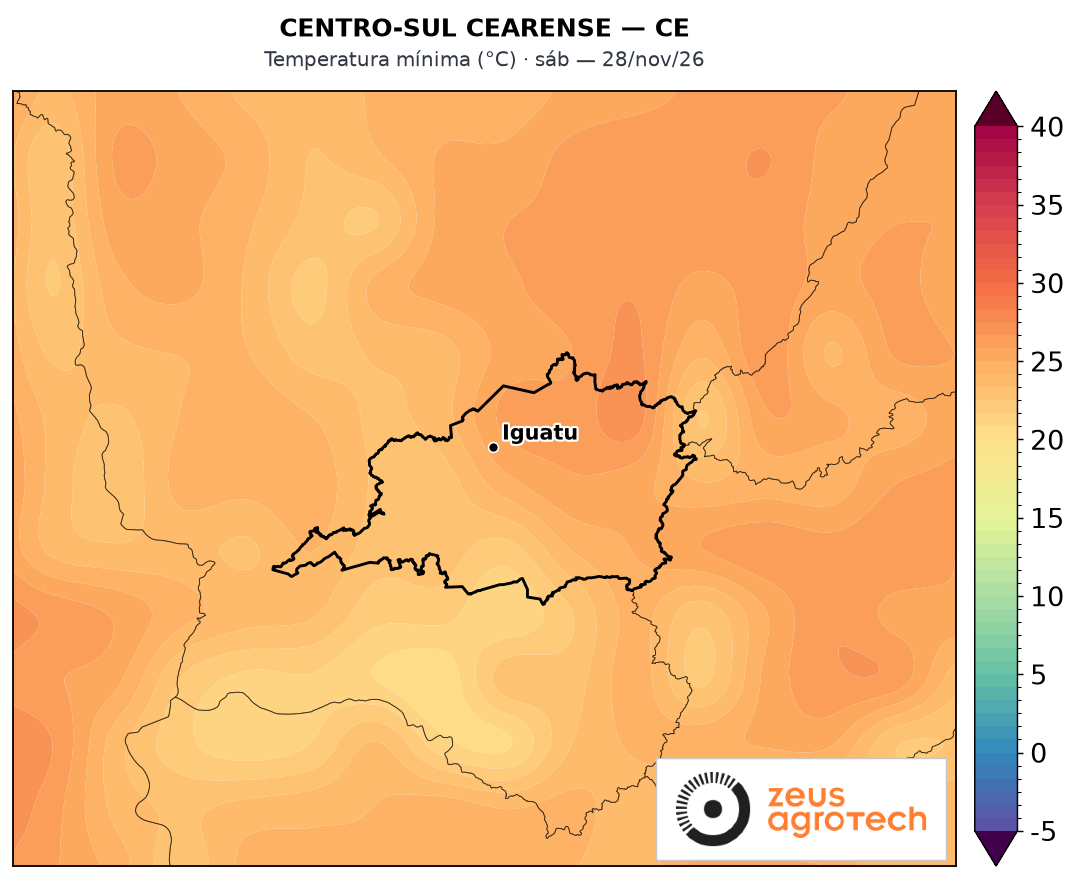 CENTRO-SUL CEARENSE — CE
Temperatura mínima (°C) · sáb — 28/nov/26
Iguatu
40
35
30
25
20
15
10
5
0
-5
zeus
agrotech